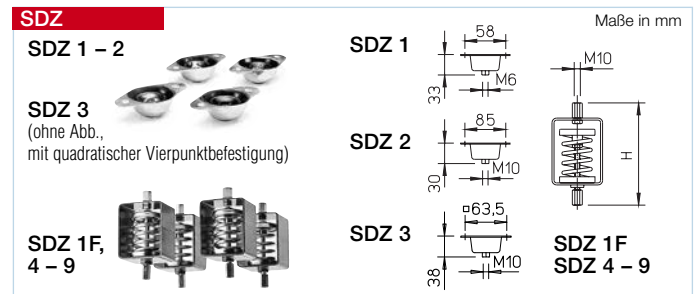 SDZ
Maße in mm
SDZ 1 – 2
SDZ 3
(ohne Abb.,
mit quadratischer Vierpunktbefestigung)
SDZ 1F,
4 – 9
SDZ 1
58
33
M6
SDZ 2
85
30
M10
SDZ 3
□63,5
38
M10
M10
H
SDZ 1F
SDZ 4 – 9